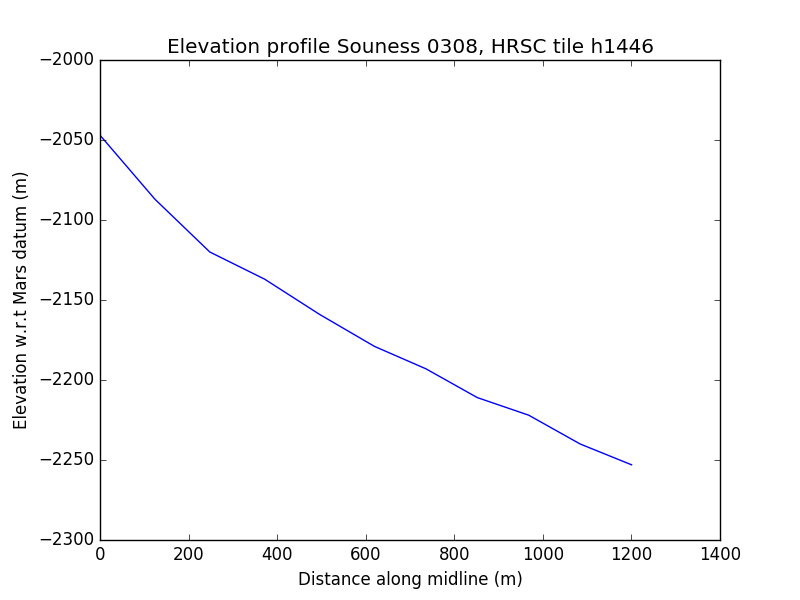 Elevation profile Souness 0308, HRSC tile h1446
Elevation w.r.t Mars datum (m)
−2000
−2050
−2100
−2150
−2200
−2250
−2300
0 200 400 600 800 1000 1200 1400
Distance along midline (m)